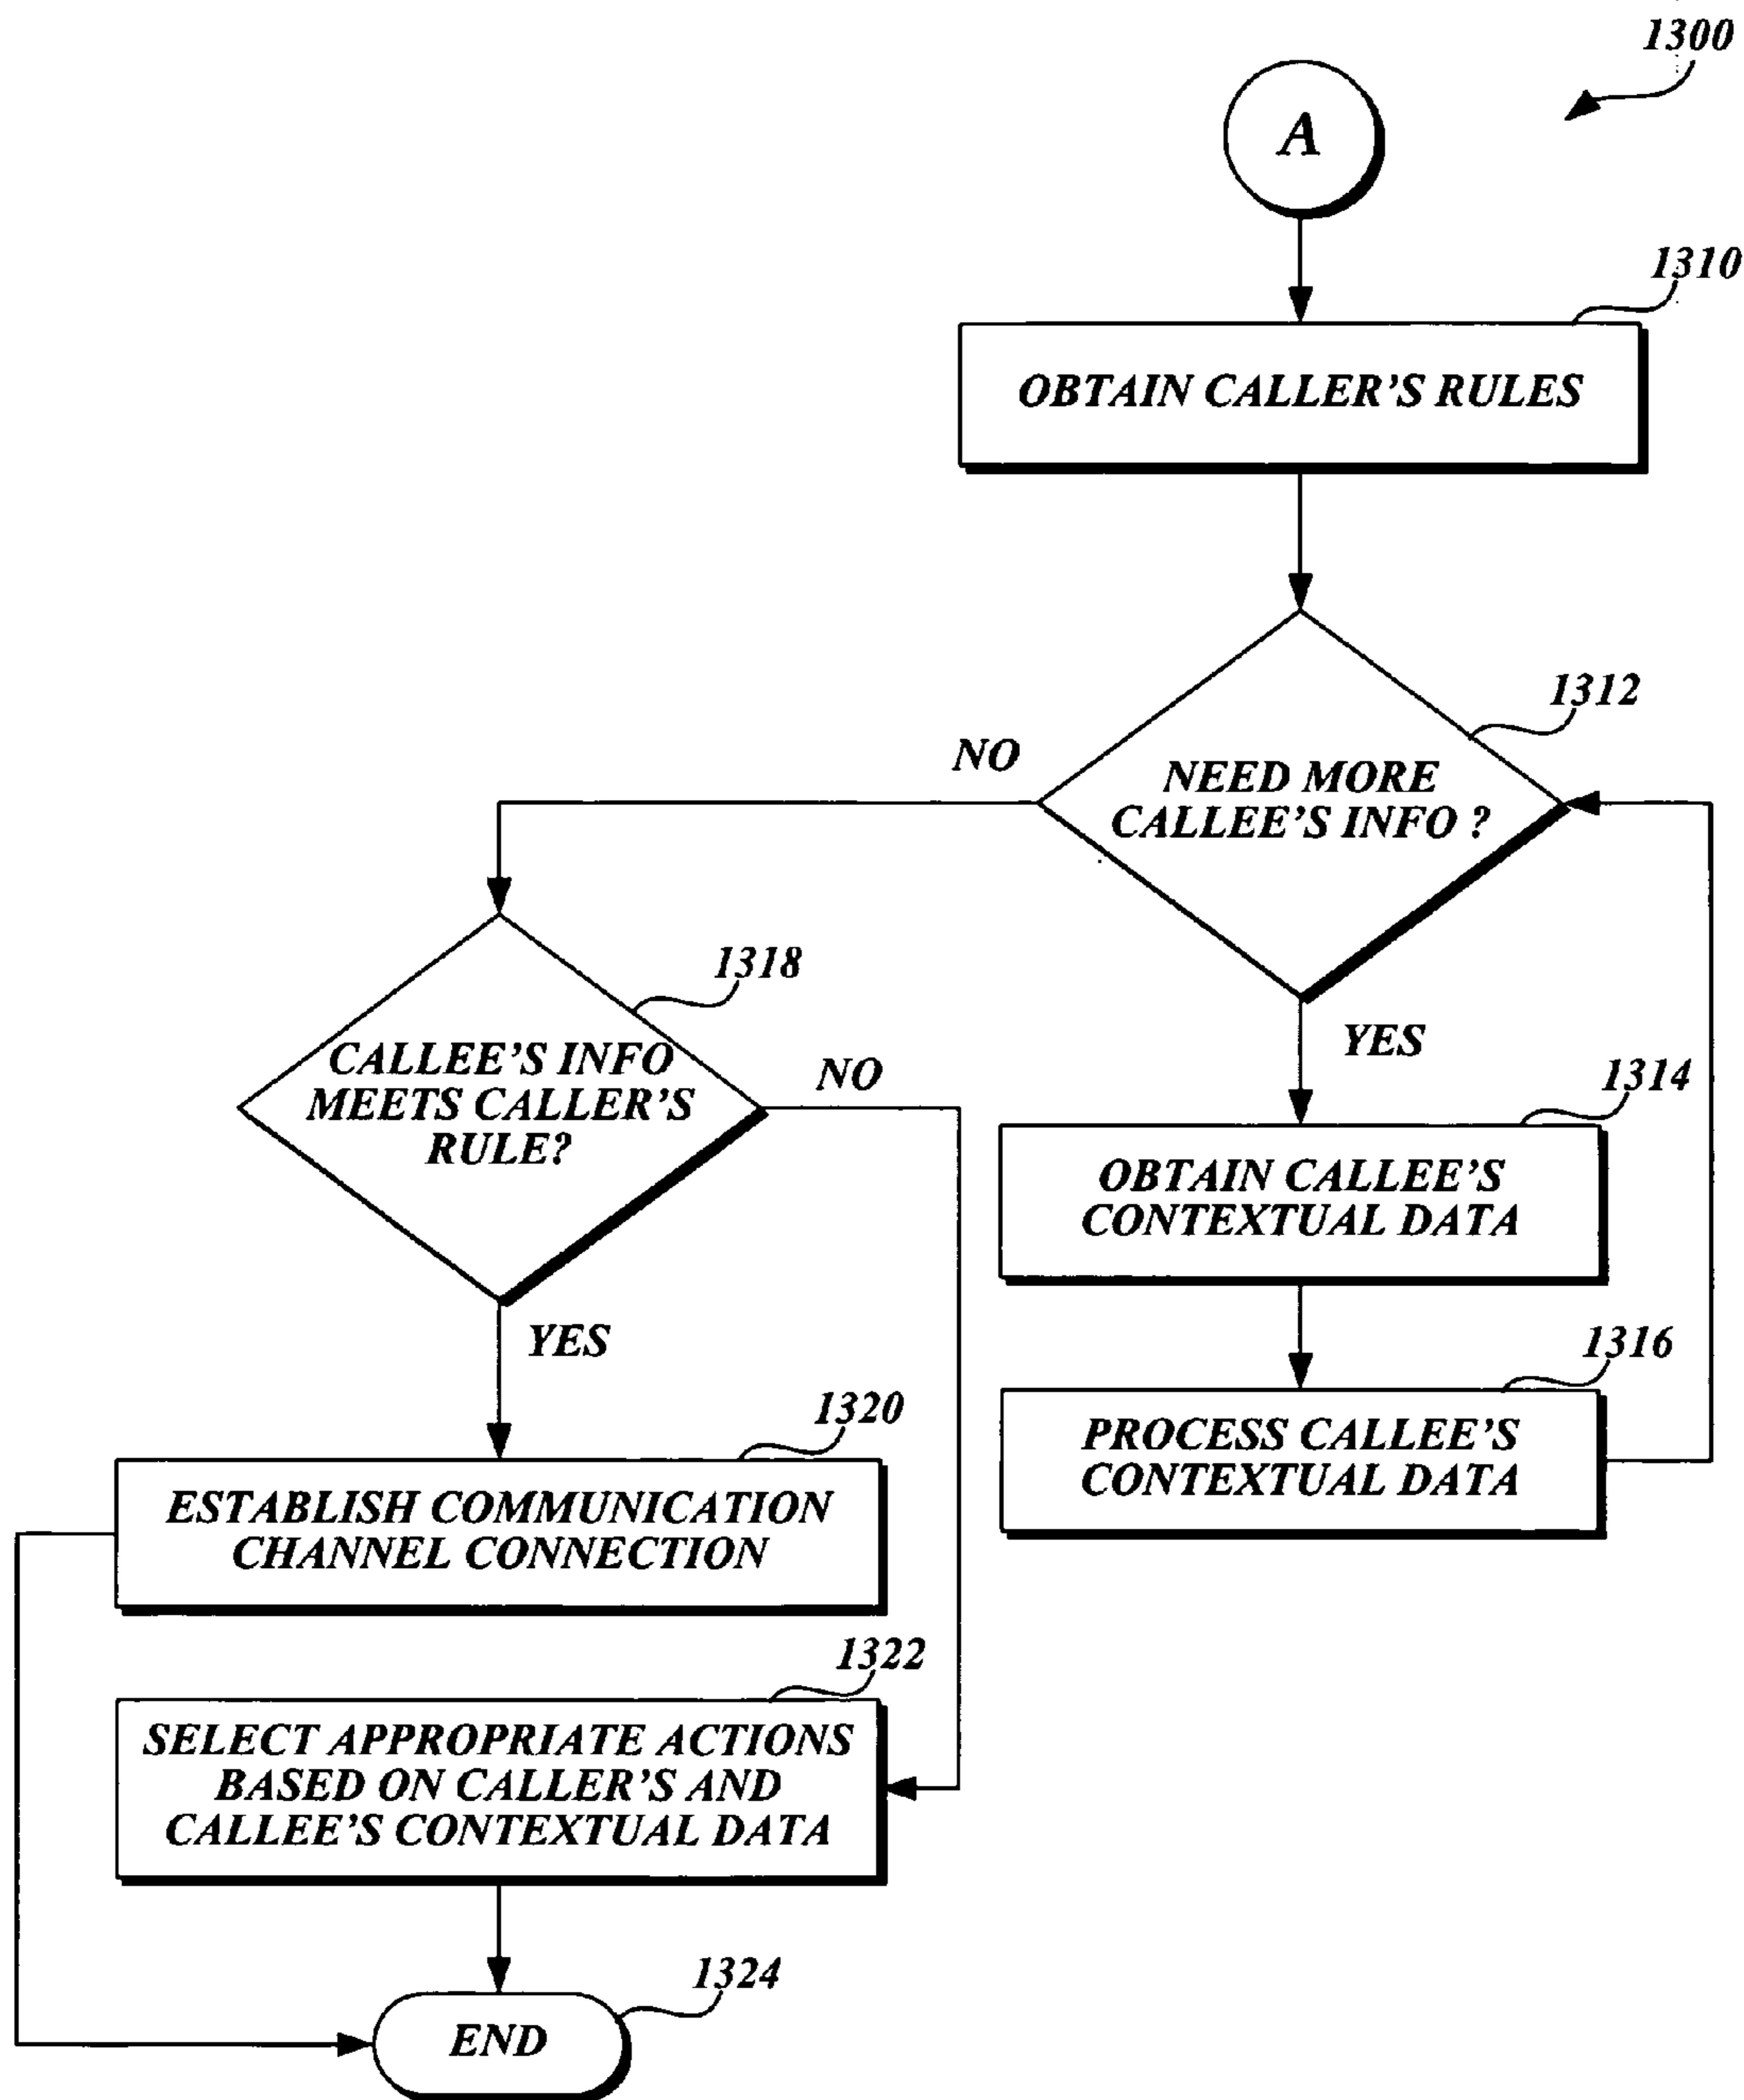 1300
A
1310
OBTAIN CALLER'S RULES
1312
NO
NEED MORE
CALLEE'S INFO ?
1318
YES
CALLEE'S INFO
MEETS CALLER'S
RULE?
NO
1314
OBTAIN CALLEE'S
CONTEXTUAL DATA
YES
1316
PROCESS CALLEE'S
CONTEXTUAL DATA
1320
ESTABLISH COMMUNICATION
CHANNEL CONNECTION
1322
SELECT APPROPRIATE ACTIONS
BASED ON CALLER'S AND
CALLEE'S CONTEXTUAL DATA
1324
END